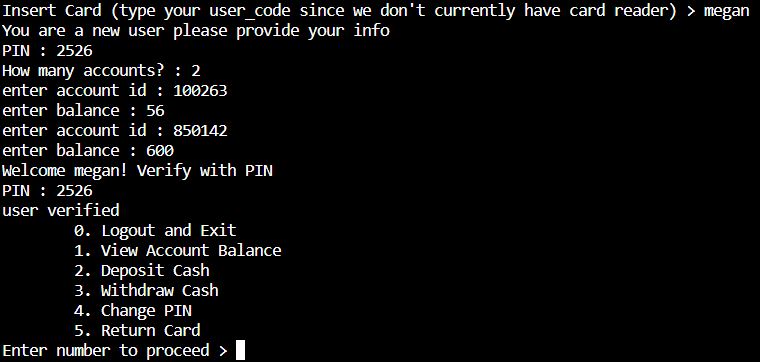 Insert Card (type your user_code since we don't currently have card reader) > megan
You are a new user please provide your info
PIN : 2526
How many accounts? : 2
enter account id : 100263
enter balance : 56
enter account id : 850142
enter balance : 600
Welcome megan! Verify with PIN
PIN : 2526
user verified
0. Logout and Exit
1. View Account Balance
2. Deposit Cash
3. Withdraw Cash
4. Change PIN
5. Return Card
Enter number to proceed >